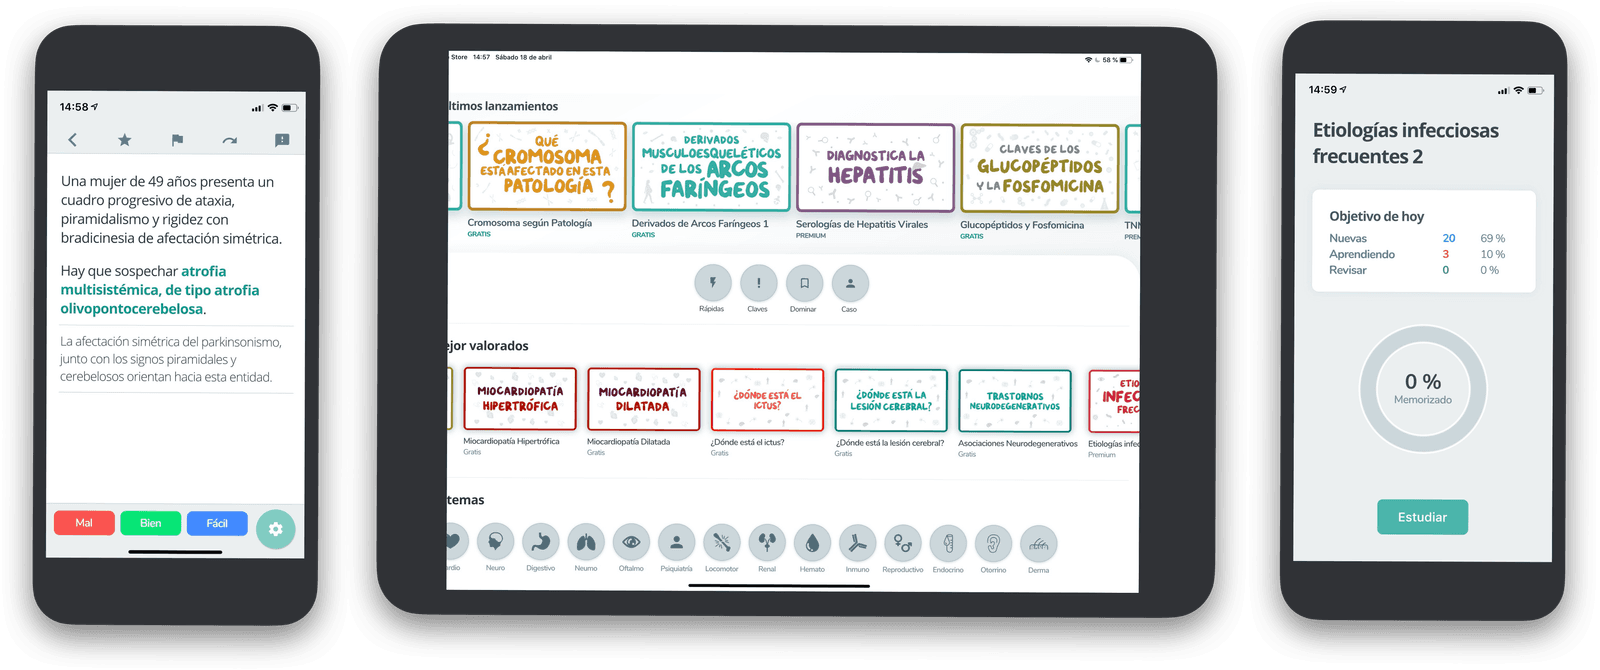 14:58
Una mujer de 49 años presenta un
cuadro progresivo de ataxia,
piramidalismo y rigidez con
bradicinesia de afectación simétrica.
Hay que sospechar atrofia
multisistémica, de tipo atrofia
olivopontocerebelosa.
La afectación simétrica del parkinsonismo,
junto con los signos piramidales y
cerebelosos orientan hacia esta entidad.
Mal Bien Fácil
Store 14:57 Sábado 18 de abril 58 %
ltimos lanzamientos
¿QUÉ
CROMOSOMA
ESTA AFECTADO EN ESTA
PATOLOGÍA?
Cromosoma según Patología
GRATIS
DERIVADOS
MUSCULOESQUELÉTICOS
DE LOS ARCOS
FARÍNGEOS
Derivados de Arcos Faríngeos 1
GRATIS
DIAGNOSTICA LA
HEPATITIS
Serologías de Hepatitis Virales
PREMIUM
CLAVES DE LOS
GLUCOPÉPTIDOS
Y LA FOSFOMICINA
Glucopéptidos y Fosfomicina
GRATIS
TNM
PREM
Rápidas Claves Dominar Caso
ejor valorados
MIOCARDIOPATÍA
HIPERTRÓFICA
Miocardiopatía Hipertrófica
Gratis
MIOCARDIOPATÍA
DILATADA
Miocardiopatía Dilatada
Gratis
¿DÓNDE ESTÁ EL
ICTUS?
¿Dónde está el ictus?
Gratis
¿DÓNDE ESTÁ LA
LESIÓN CEREBRAL?
¿Dónde está la lesión cerebral?
Gratis
TRASTORNOS
NEURODEGENERATIVOS
Asociaciones Neurodegenerativos
Gratis
ETIO
INFEC
FREC
Etiologías infec
Premium
temas
rdio Neuro Digestivo Neumo Oftalmo Psiquiatría Locomotor Renal Hemato Inmuno Reproductivo Endocrino Otorrino Derma
14:59
Etiologías infecciosas
frecuentes 2
Objetivo de hoy
Nuevas 20 69 %
Aprendiendo 3 10 %
Revisar 0 0 %
0 %
Memorizado
Estudiar